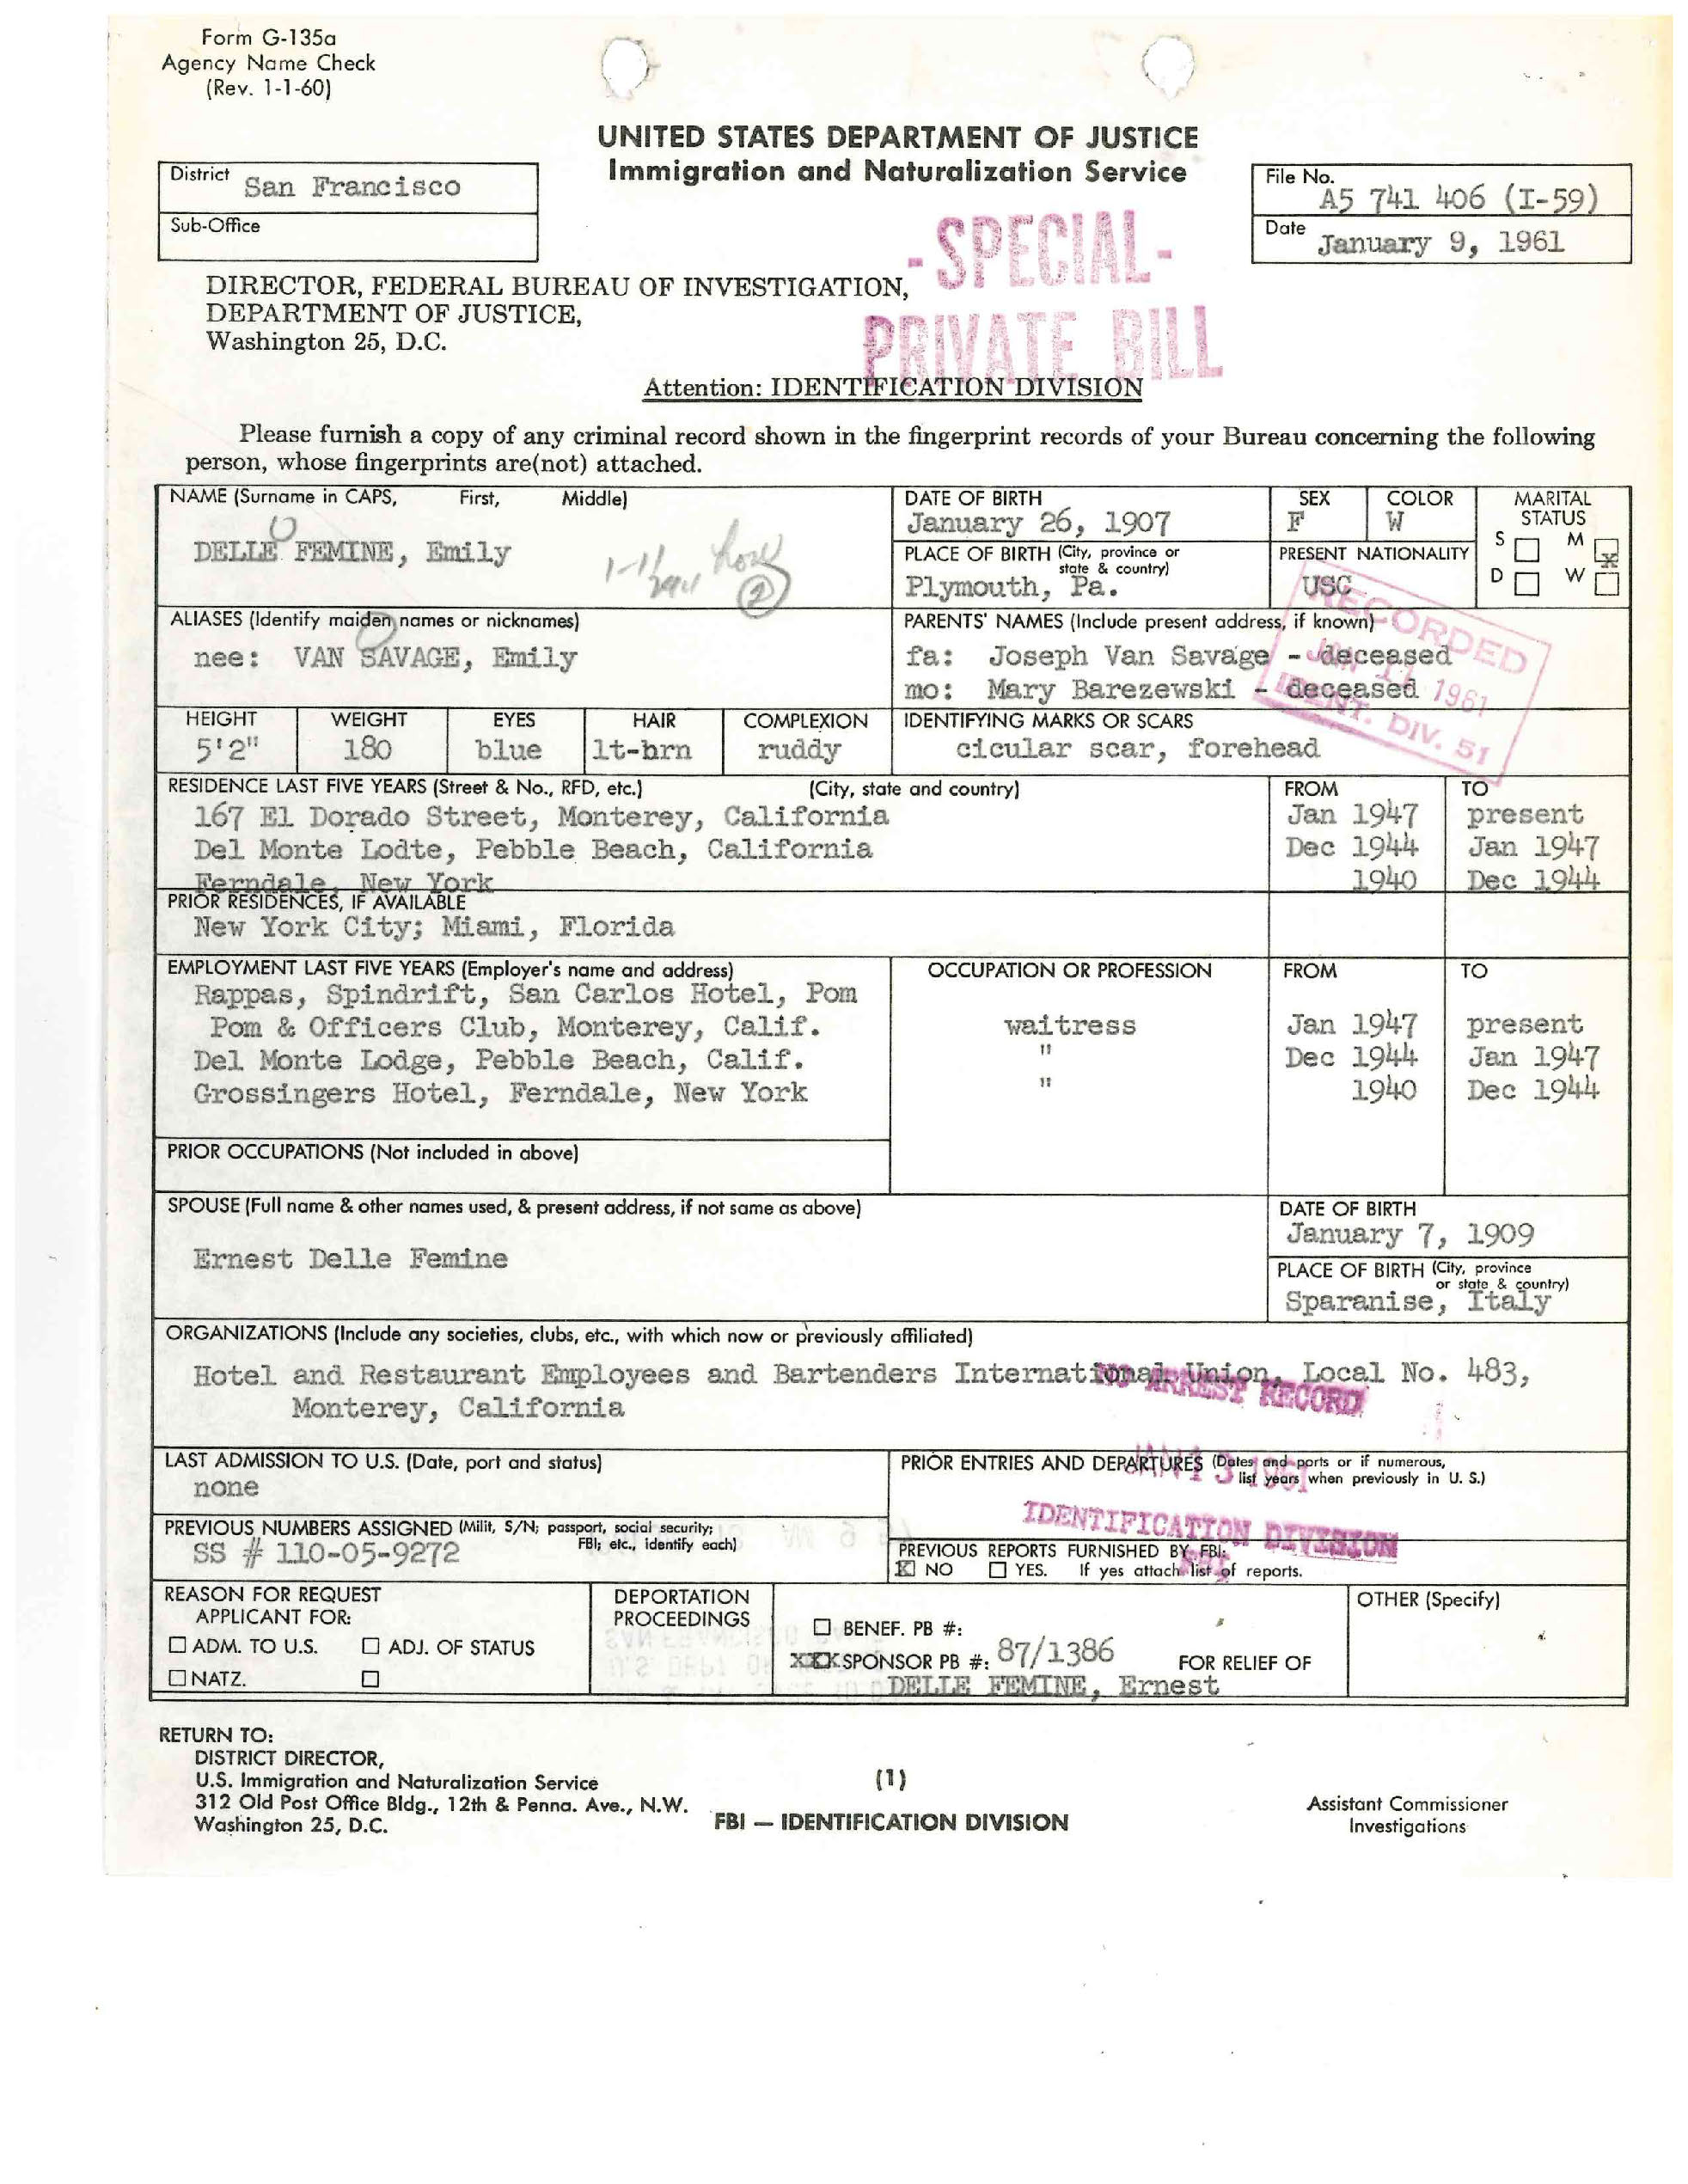 Form G-135a
Agency Name Check
(Rev. 1-1-60)
UNITED STATES DEPARTMENT OF JUSTICE
Immigration and Naturalization Service
District San Francisco
Sub-Office
File No. A5 741 406 (I-59)
Date January 9, 1961
- SPECIAL -
PRIVATE BILL
DIRECTOR, FEDERAL BUREAU OF INVESTIGATION,
DEPARTMENT OF JUSTICE,
Washington 25, D.C.
Attention: IDENTIFICATION DIVISION
Please furnish a copy of any criminal record shown in the fingerprint records of your Bureau concerning the following
person, whose fingerprints are(not) attached.
NAME (Surname in CAPS, First, Middle)
DELLE FEMINE, Emily
DATE OF BIRTH
January 26, 1907
SEX
F
COLOR
W
MARITAL
STATUS
S M x
D W
PLACE OF BIRTH (City, province or
state & country)
Plymouth, Pa.
PRESENT NATIONALITY
USC
RECORDED
JAN 11 1961
IDENT. DIV. 51
ALIASES (Identify maiden names or nicknames)
nee: VAN SAVAGE, Emily
PARENTS' NAMES (Include present address, if known)
fa: Joseph Van Savage - deceased
mo: Mary Barezewski - deceased
HEIGHT
5'2"
WEIGHT
180
EYES
blue
HAIR
lt-brn
COMPLEXION
ruddy
IDENTIFYING MARKS OR SCARS
cicular scar, forehead
RESIDENCE LAST FIVE YEARS (Street & No., RFD, etc.) (City, state and country) FROM TO
167 El Dorado Street, Monterey, California Jan 1947 present
Del Monte Lodte, Pebble Beach, California Dec 1944 Jan 1947
Ferndale, New York 1940 Dec 1944
PRIOR RESIDENCES, IF AVAILABLE
New York City; Miami, Florida
EMPLOYMENT LAST FIVE YEARS (Employer's name and address) OCCUPATION OR PROFESSION FROM TO
Rappas, Spindrift, San Carlos Hotel, Pom
Pom & Officers Club, Monterey, Calif. waitress Jan 1947 present
Del Monte Lodge, Pebble Beach, Calif. " Dec 1944 Jan 1947
Grossingers Hotel, Ferndale, New York " 1940 Dec 1944
PRIOR OCCUPATIONS (Not included in above)
SPOUSE (Full name & other names used, & present address, if not same as above)
Ernest Delle Femine
DATE OF BIRTH
January 7, 1909
PLACE OF BIRTH (City, province
or state & country)
Sparanise, Italy
ORGANIZATIONS (Include any societies, clubs, etc., with which now or previously affiliated)
Hotel and Restaurant Employees and Bartenders International Union, Local No. 483,
Monterey, California
NO ARREST RECORD
JAN 13 1961
IDENTIFICATION DIVISION
FBI
LAST ADMISSION TO U.S. (Date, port and status)
none
PRIOR ENTRIES AND DEPARTURES (Dates and ports or if numerous,
list years when previously in U. S.)
PREVIOUS NUMBERS ASSIGNED (Milit, S/N; passport, social security;
FBI; etc., identify each)
SS # 110-05-9272
PREVIOUS REPORTS FURNISHED BY FBI:
X NO YES. If yes attach list of reports.
REASON FOR REQUEST
APPLICANT FOR:
ADM. TO U.S. ADJ. OF STATUS
NATZ.
DEPORTATION
PROCEEDINGS
BENEF. PB #:
XXX SPONSOR PB #: 87/1386 FOR RELIEF OF
DELLE FEMINE, Ernest
OTHER (Specify)
RETURN TO:
DISTRICT DIRECTOR,
U.S. Immigration and Naturalization Service
312 Old Post Office Bldg., 12th & Penna. Ave., N.W.
Washington 25, D.C.
(1)
FBI — IDENTIFICATION DIVISION
Assistant Commissioner
Investigations